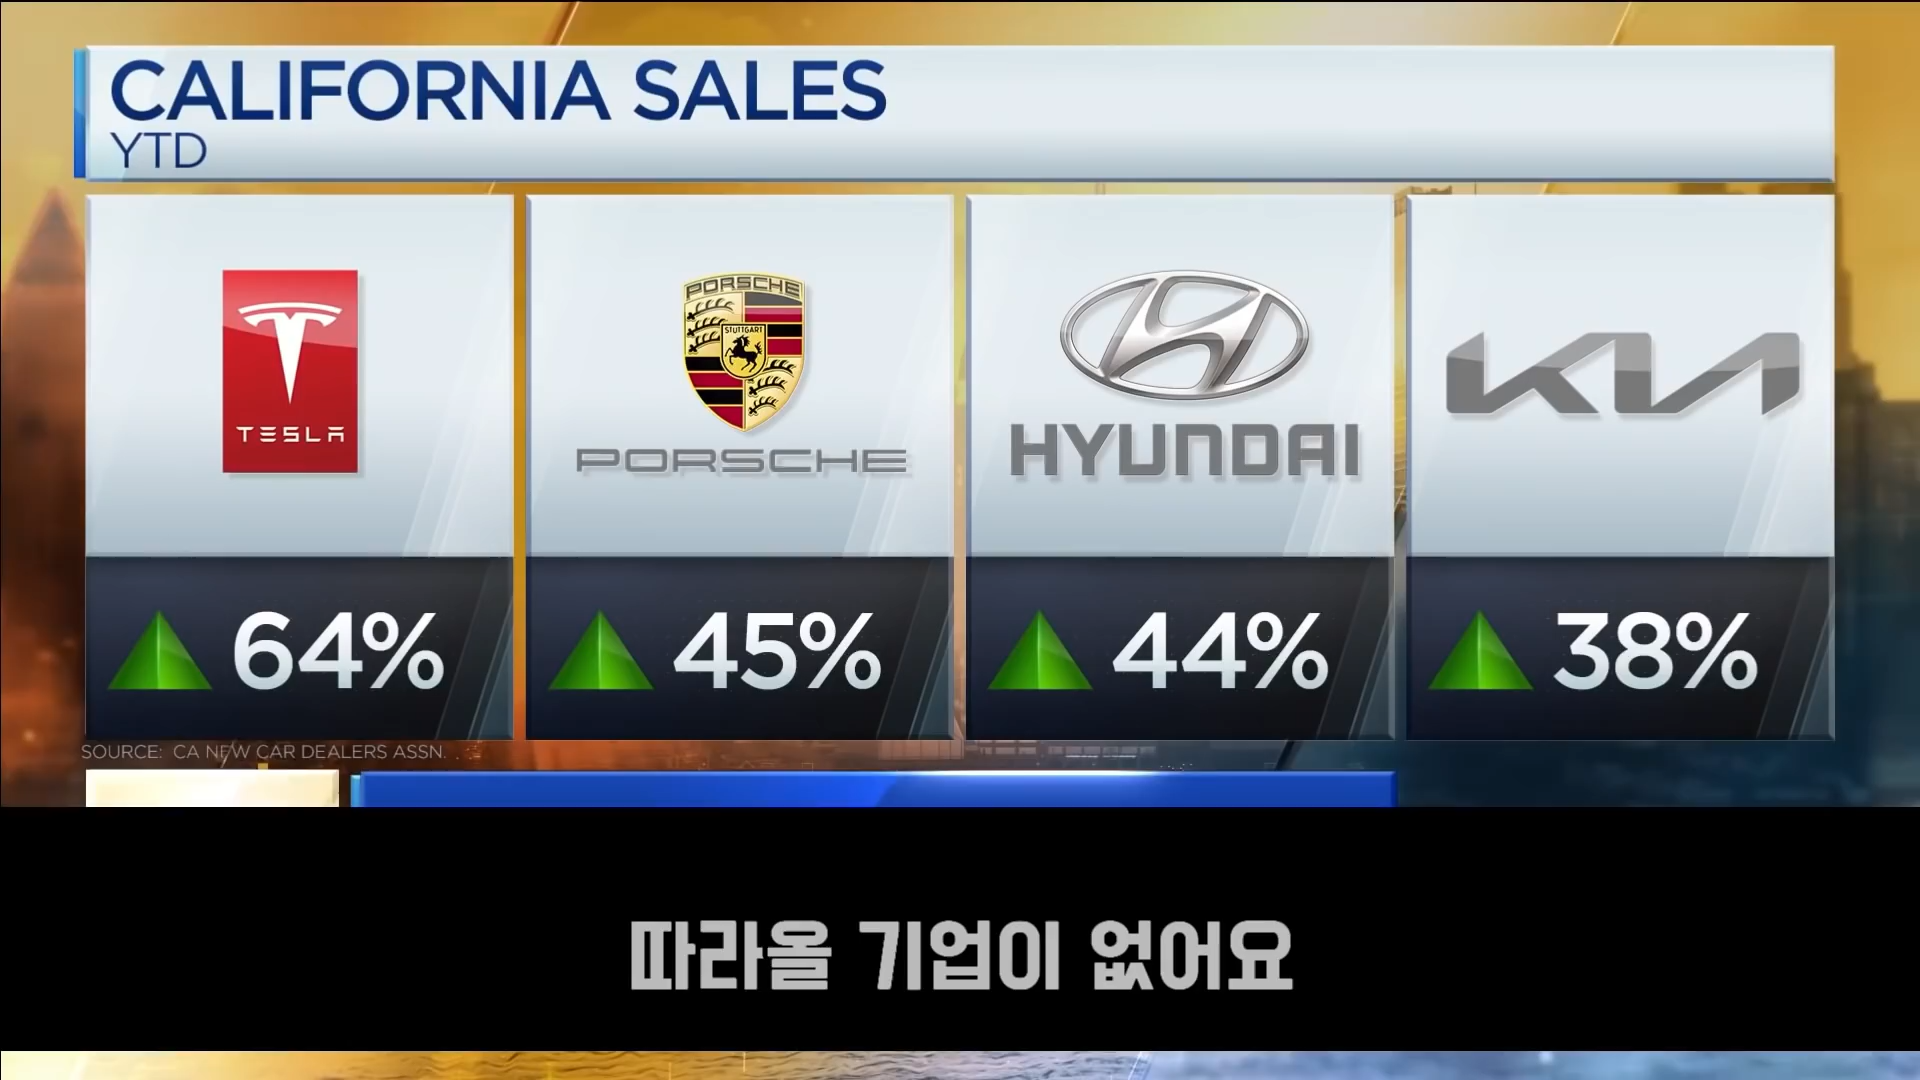 CALIFORNIA SALES
YTD
TESLA
PORSCHE
STUTTGART
PORSCHE
HYUNDAI
KIA
64%
45%
44%
38%
SOURCE: CA NEW CAR DEALERS ASSN.
따라올 기업이 없어요